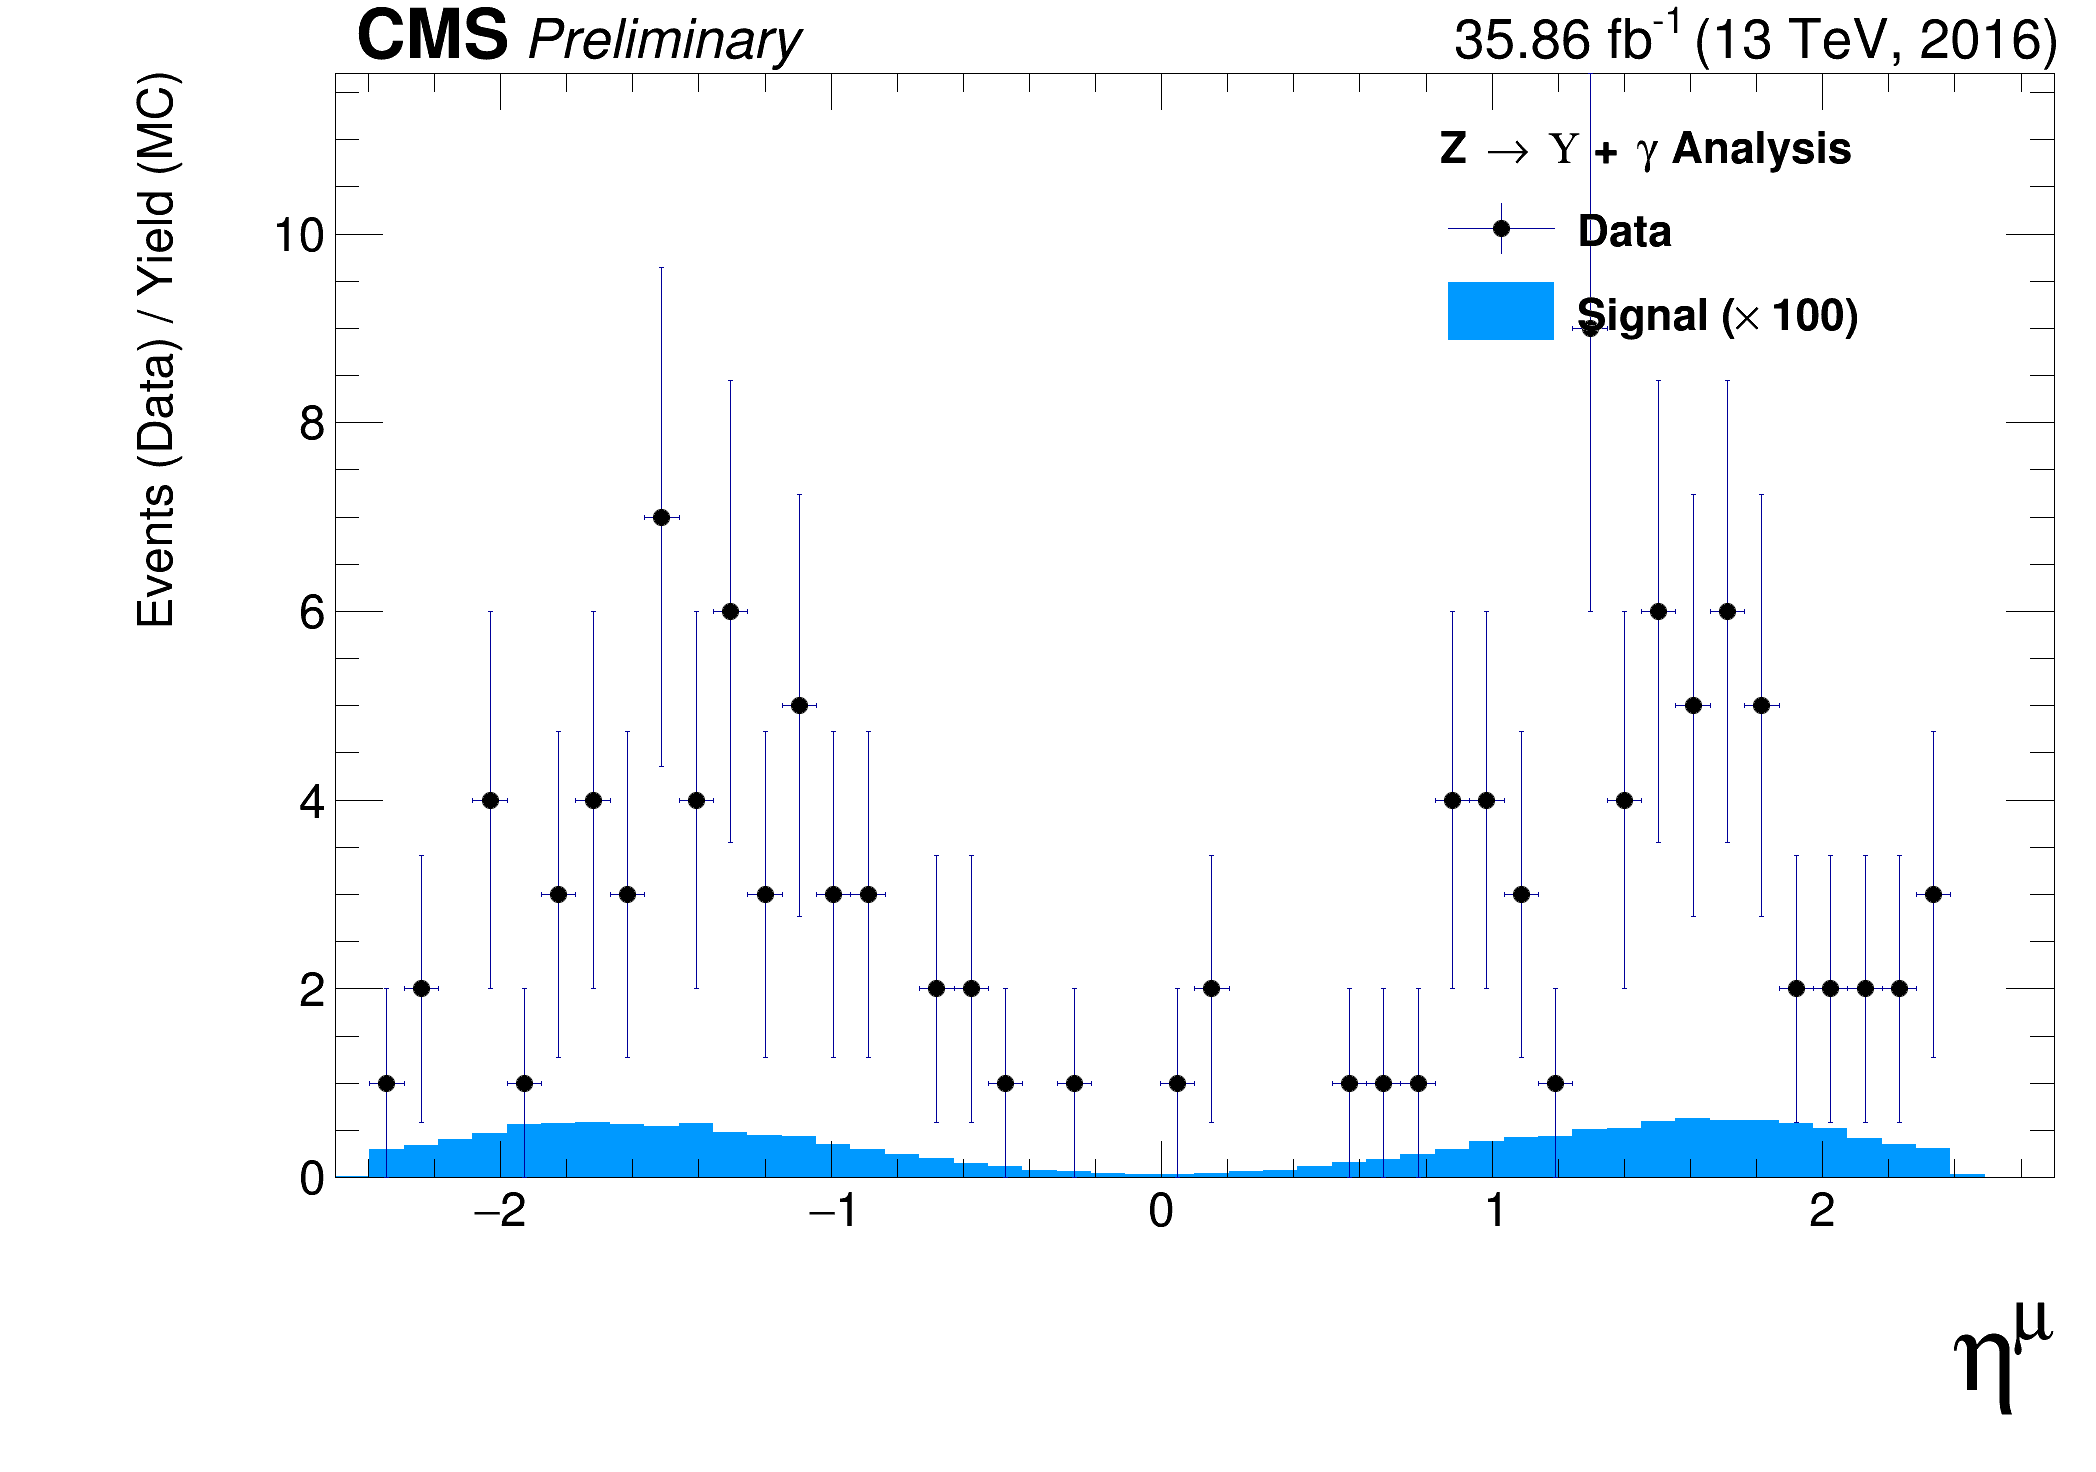 CMS Preliminary
35.86 fb-1 (13 TeV, 2016)
Events (Data) / Yield (MC)
Z → Υ + γ Analysis
Data
Signal (× 100)
10
8
6
4
2
0
−2 −1 0 1 2
ημ